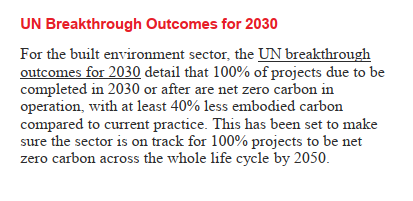 UN Breakthrough Outcomes for 2030
For the built environment sector, the UN breakthrough
outcomes for 2030 detail that 100% of projects due to be
completed in 2030 or after are net zero carbon in
operation, with at least 40% less embodied carbon
compared to current practice. This has been set to make
sure the sector is on track for 100% projects to be net
zero carbon across the whole life cycle by 2050.